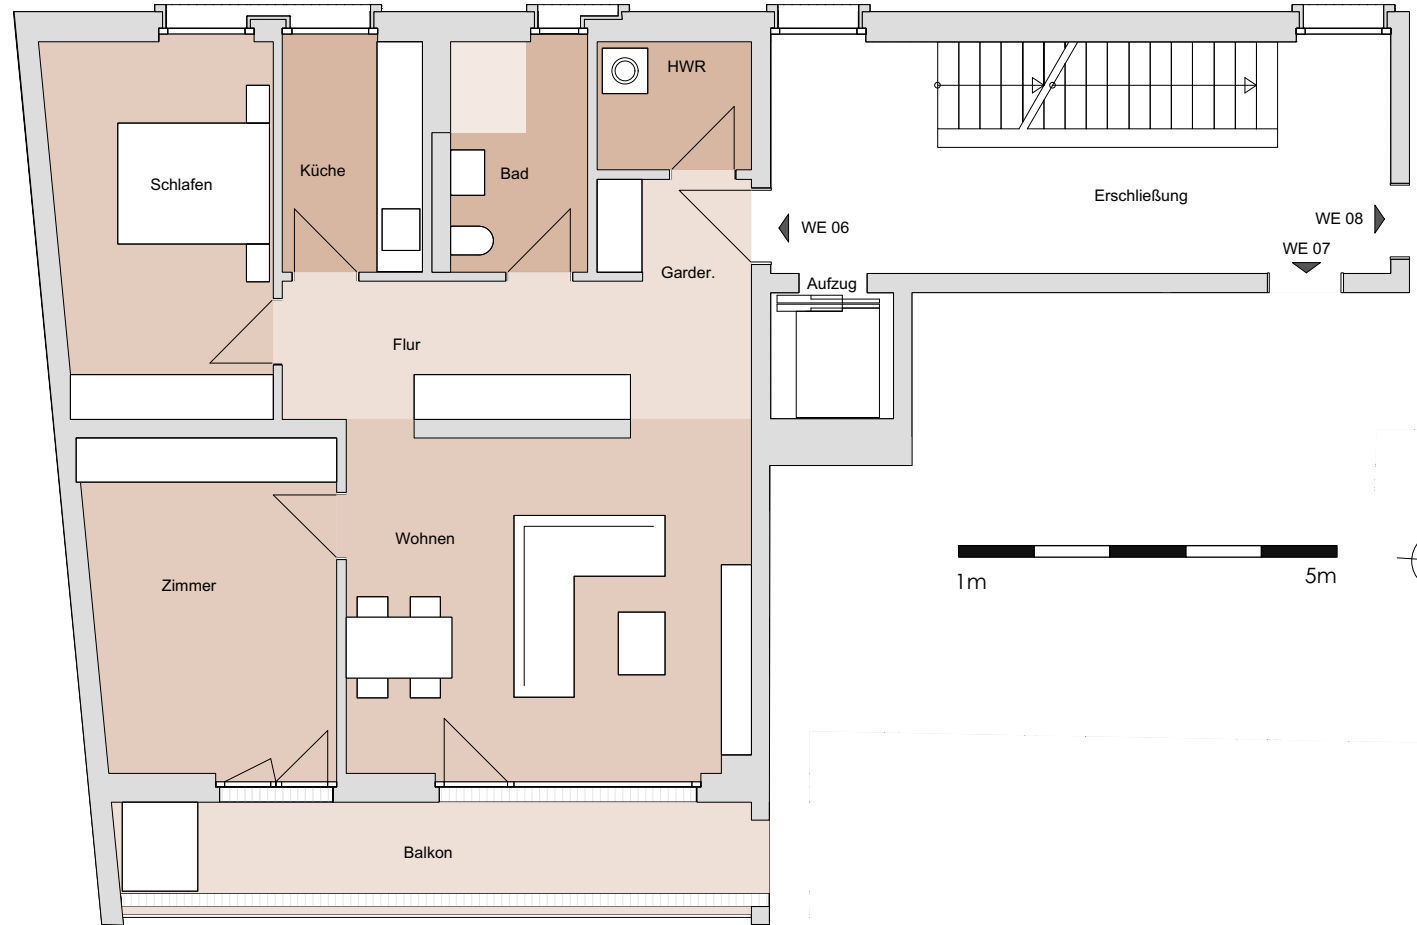 HWR
Küche
Bad
Schlafen
Erschließung
WE 06
WE 08
WE 07
Garder.
Aufzug
Flur
Wohnen
Zimmer
1m
5m
Balkon